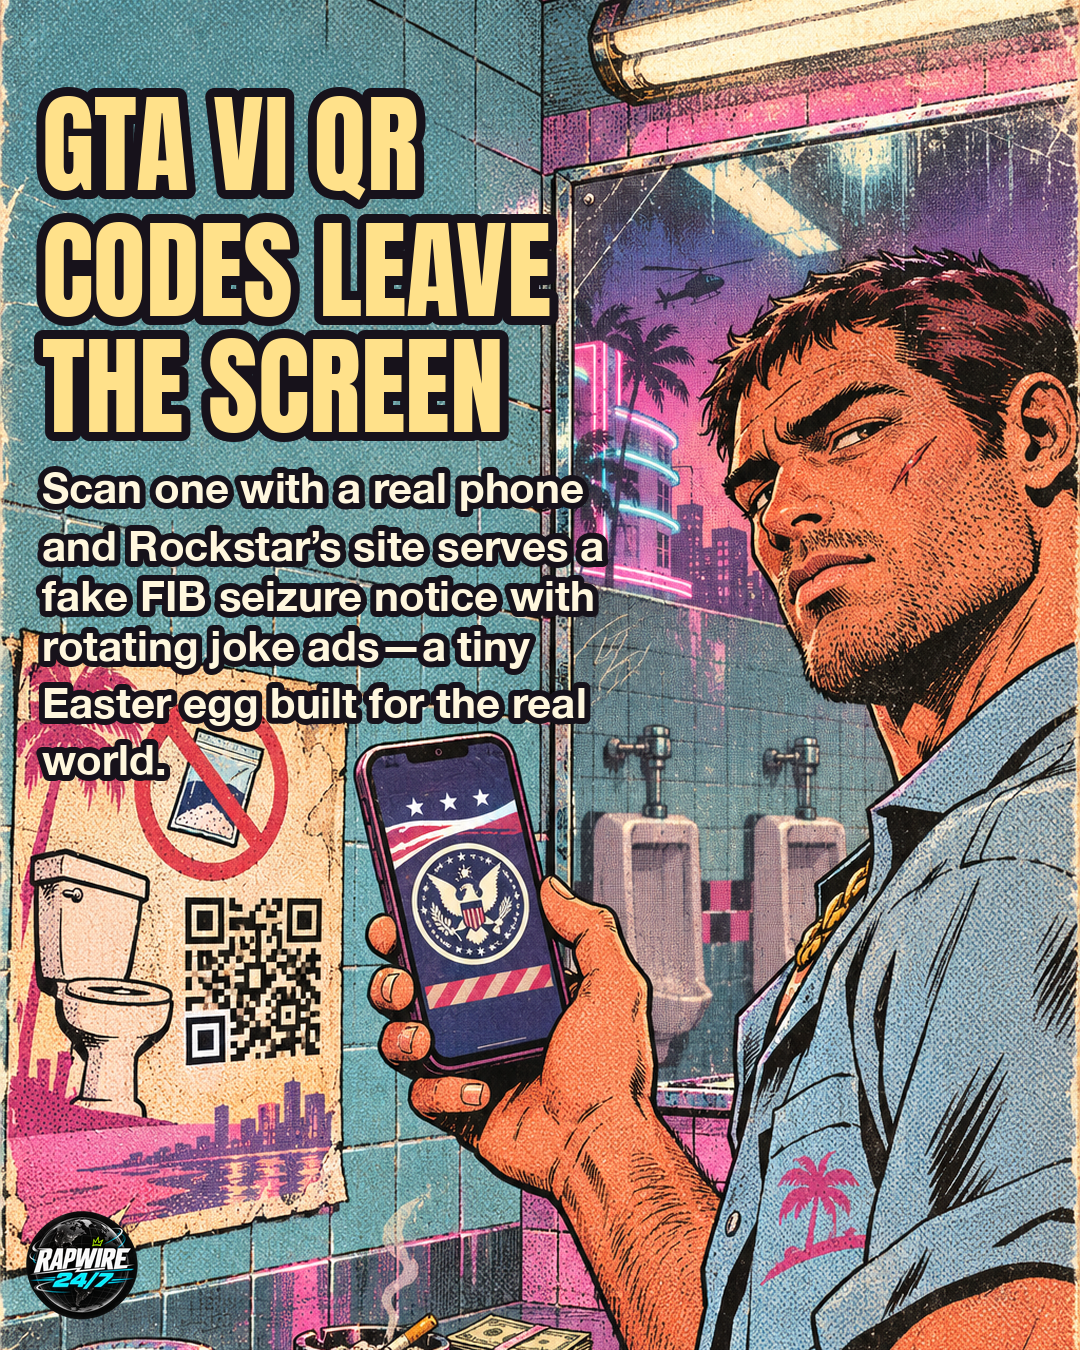 GTA VI QR
CODES LEAVE
THE SCREEN
Scan one with a real phone
and Rockstar’s site serves a
fake FIB seizure notice with
rotating joke ads—a tiny
Easter egg built for the real
world.
RAPWIRE
24/7